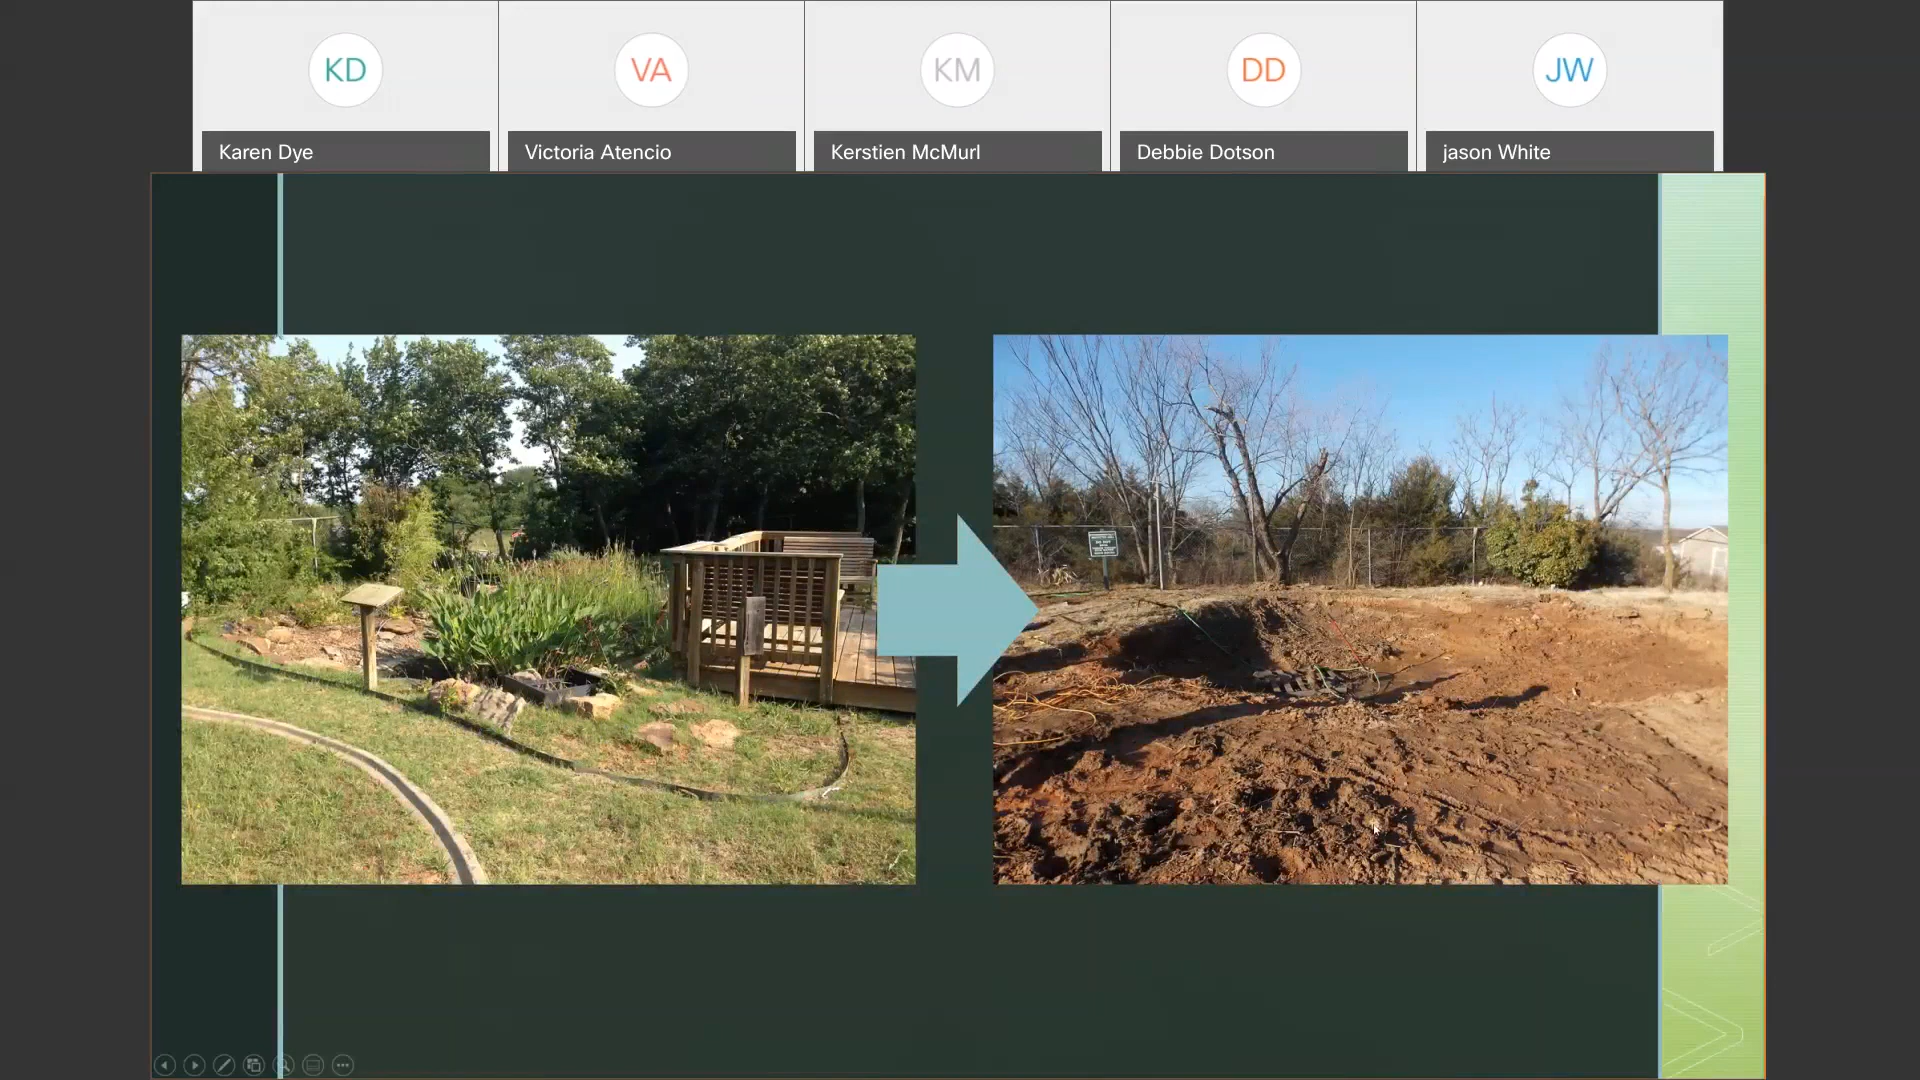 KD
VA
KM
DD
JW
Karen Dye
Victoria Atencio
Kerstien McMurl
Debbie Dotson
jason White